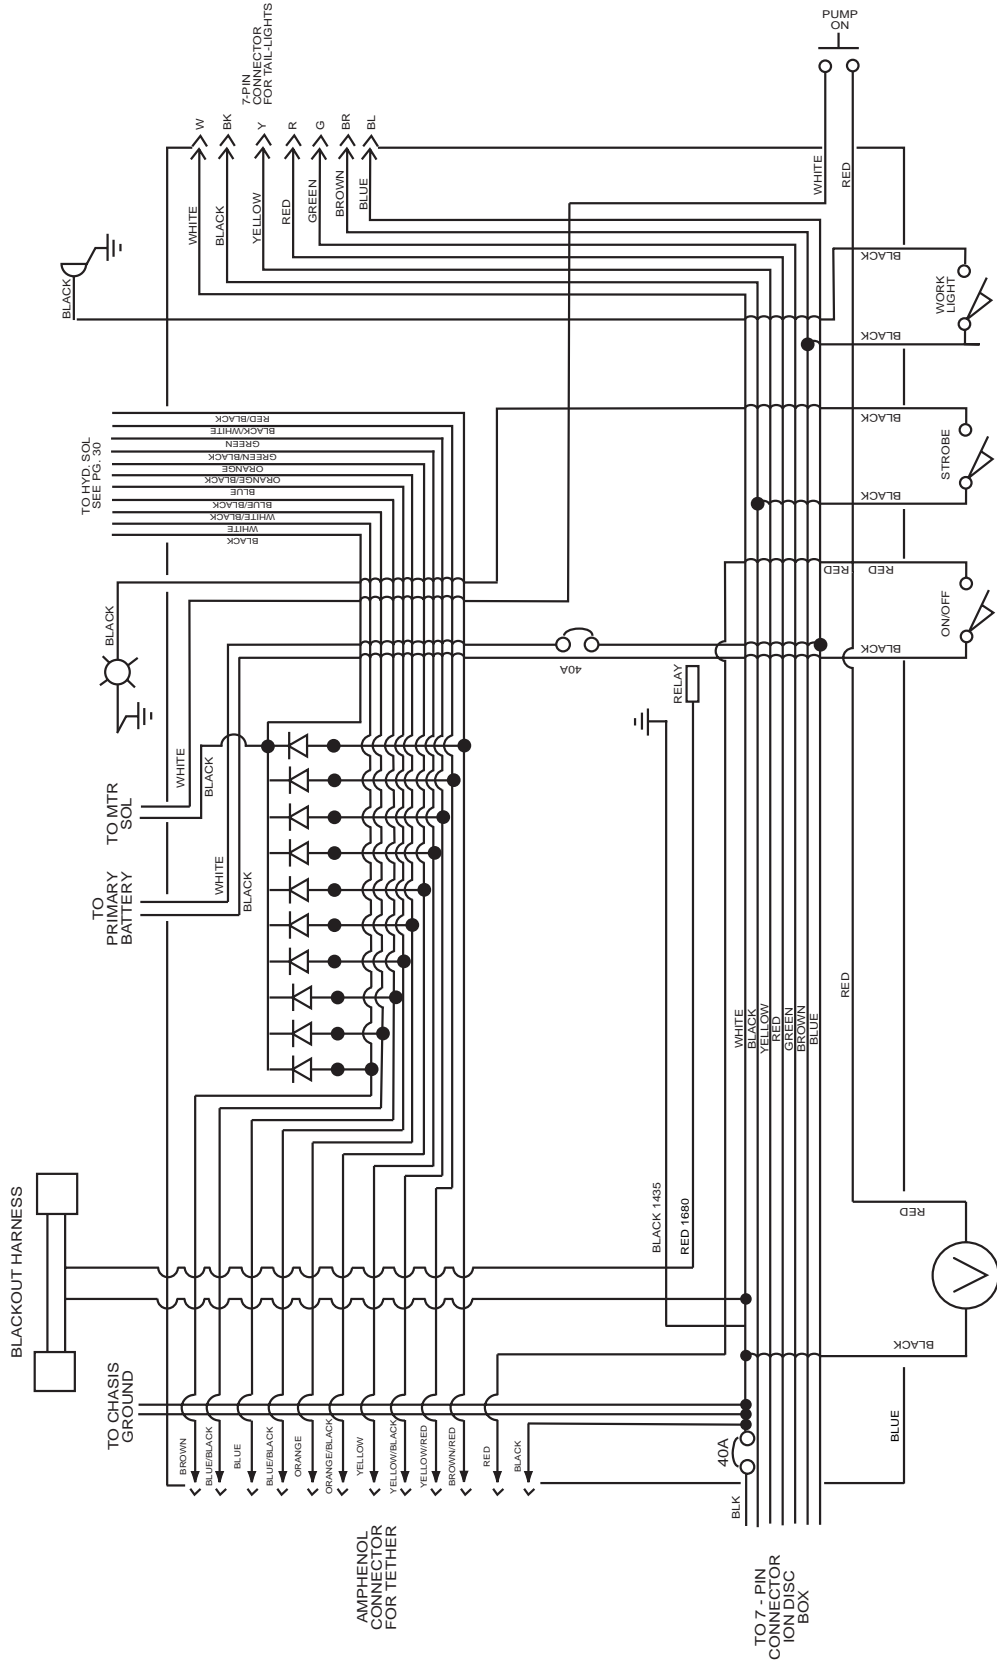 PUMP
ON
7-PIN
CONNECTOR
FOR TAIL-LIGHTS
W
BK
Y
R
G
BR
BL
WHITE
BLACK
YELLOW
RED
GREEN
BROWN
BLUE
WHITE
RED
BLACK
BLACK
WORK
LIGHT
BLACK
TO HYD. SOL
SEE PG. 30
RED/BLACK
BLACK/WHITE
GREEN
GREEN/BLACK
ORANGE
ORANGE/BLACK
BLUE
BLUE/BLACK
WHITE/BLACK
WHITE
BLACK
BLACK
STROBE
BLACK
RED
RED
ON/OFF
BLACK
BLACK
40A
RELAY
TO MTR
SOL
WHITE
BLACK
TO
PRIMARY
BATTERY
WHITE
BLACK
WHITE
BLACK
YELLOW
RED
GREEN
BROWN
BLUE
RED
BLACKOUT HARNESS
BLACK 1435
RED 1680
RED
BLACK
TO CHASIS
GROUND
BROWN
BLUE/BLACK
BLUE
BLUE/BLACK
ORANGE
ORANGE/BLACK
YELLOW
YELLOW/BLACK
YELLOW/RED
BROWN/RED
RED
BLACK
40A
BLK
BLUE
AMPHENOL
CONNECTOR
FOR TETHER
TO 7 - PIN
CONNECTOR
ION DISC
BOX